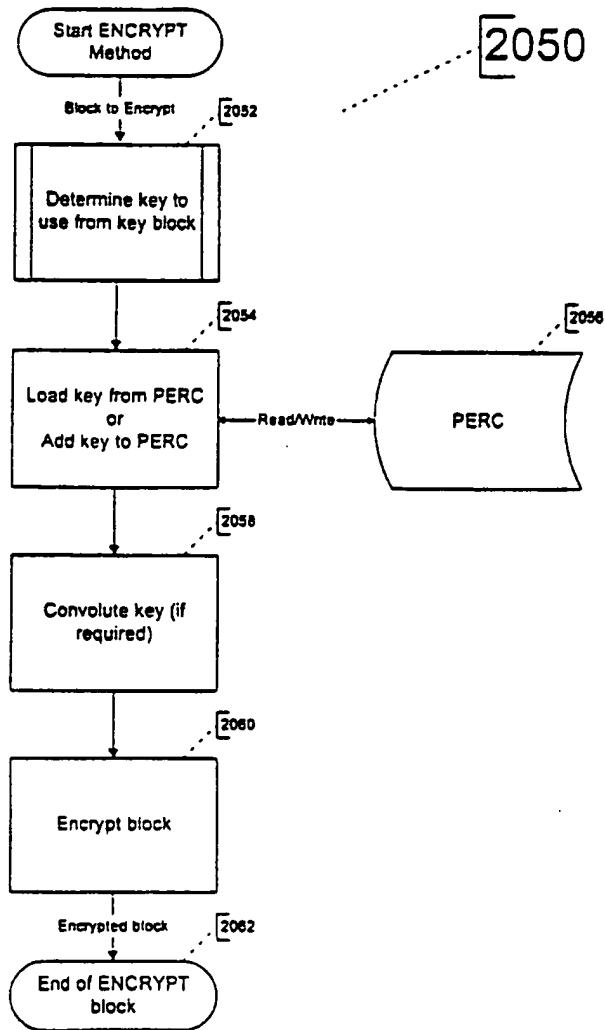 Start ENCRYPT
Method
2050
Block to Encrypt
2052
Determine key to
use from key block
2054
2056
Load key from PERC
or
Add key to PERC
Read/Write
PERC
2058
Convolute key (if
required)
2060
Encrypt block
Encrypted block
2062
End of ENCRYPT
block